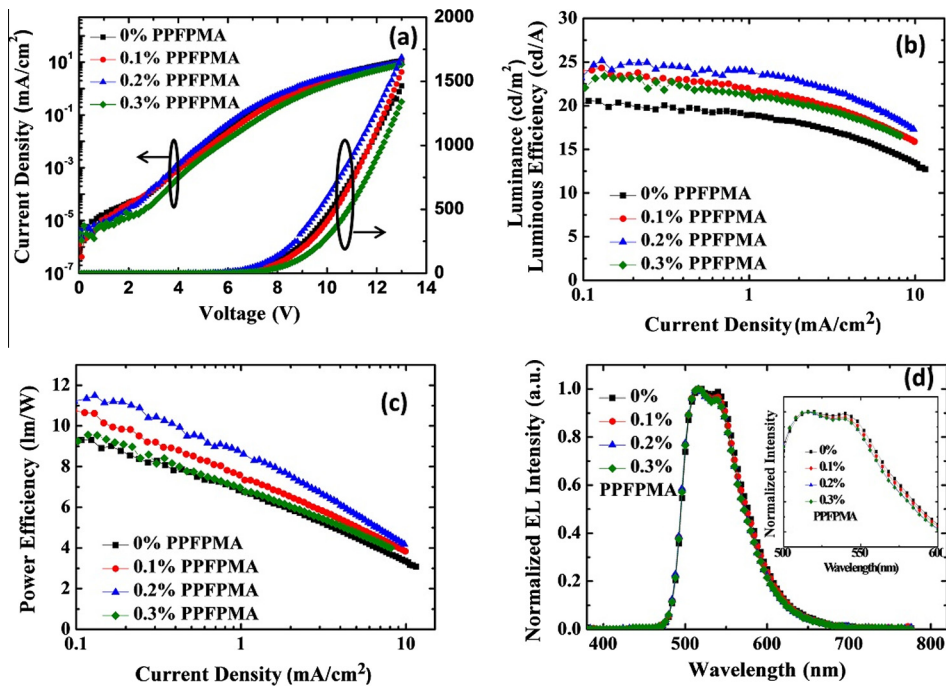 (a)
0% PPFPMA
0.1% PPFPMA
0.2% PPFPMA
0.3% PPFPMA
Current Density (mA/cm²)
10¹
10⁻¹
10⁻³
10⁻⁵
10⁻⁷
0 2 4 6 8 10 12 14
Voltage (V)
2000
1500
1000
500
0
Luminance (cd/m²)
(b)
Luminous Efficiency (cd/A)
30
25
20
15
10
5
0
0% PPFPMA
0.1% PPFPMA
0.2% PPFPMA
0.3% PPFPMA
0.1 1 10
Current Density (mA/cm²)
(c)
Power Efficiency (lm/W)
12
10
8
6
4
2
0
0% PPFPMA
0.1% PPFPMA
0.2% PPFPMA
0.3% PPFPMA
0.1 1 10
Current Density (mA/cm²)
(d)
Normalized EL Intensity (a.u.)
1.0
0.8
0.6
0.4
0.2
0.0
0%
0.1%
0.2%
0.3%
PPFPMA
400 500 600 700 800
Wavelength (nm)
Normalized Intensity
0%
0.1%
0.2%
0.3%
PPFPMA
500 550 60
Wavelength(nm)